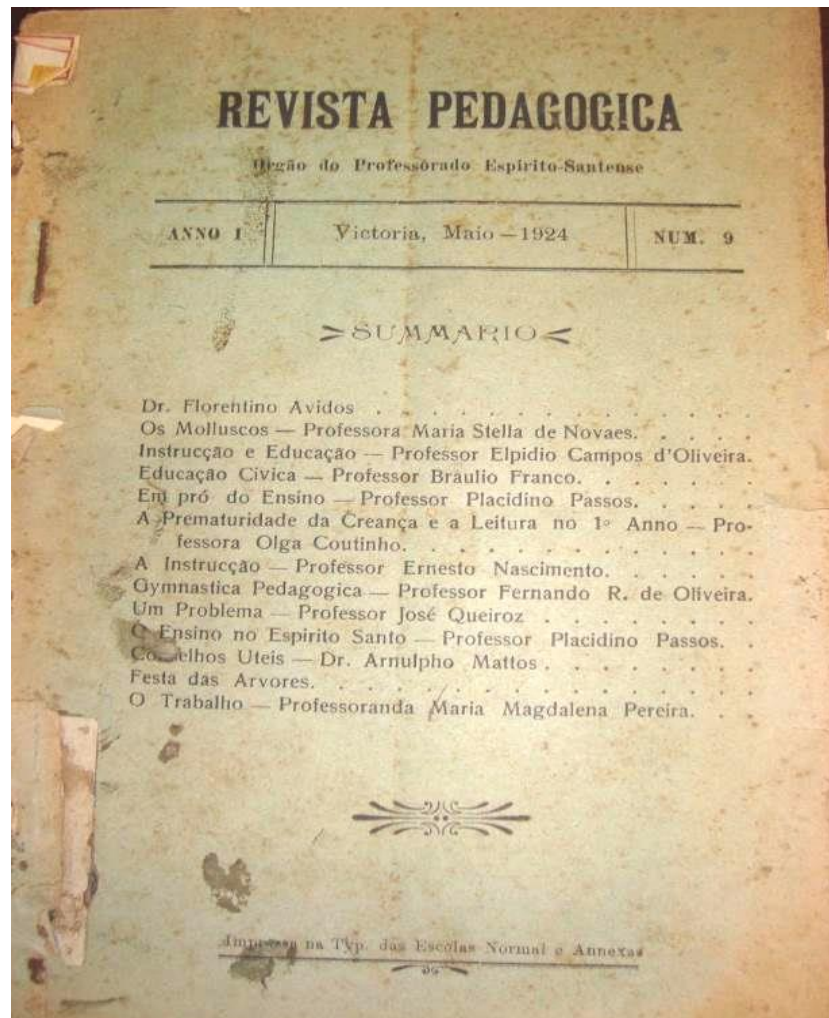 REVISTA PEDAGOGICA
Orgão do Professorado Espirito-Santense
ANNO I Victoria, Maio — 1924 NUM. 9
SUMMARIO
Dr. Florentino Avidos . . . . . . . . . . . . . .
Os Molluscos — Professora Maria Stella de Novaes. . . . .
Instrucção e Educação — Professor Elpidio Campos d'Oliveira.
Educação Civica — Professor Braulio Franco. . . . . . .
Em pró do Ensino — Professor Placidino Passos. . . . .
A Prematuridade da Creança e a Leitura no 1º Anno — Pro-
fessora Olga Coutinho. . . . . . . . . . . . .
A Instrucção — Professor Ernesto Nascimento. . . . . .
Gymnastica Pedagogica — Professor Fernando R. de Oliveira.
Um Problema — Professor José Queiroz . . . . . . . .
O Ensino no Espirito Santo — Professor Placidino Passos. .
Conselhos Uteis — Dr. Arnulpho Mattos . . . . . . .
Festa das Arvores. . . . . . . . . . . . . . .
O Trabalho — Professoranda Maria Magdalena Pereira. . .
Impressa na Typ. das Escolas Normal e Annexas